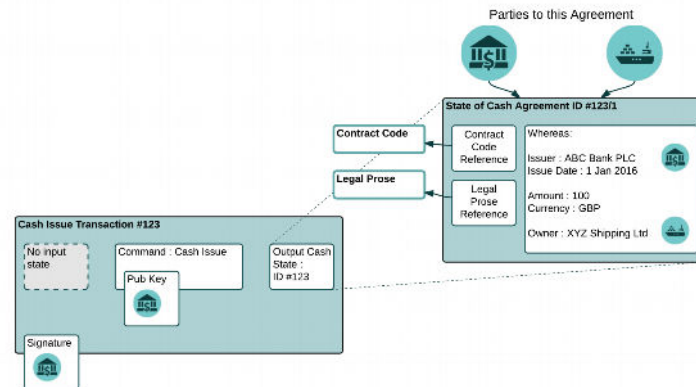 Parties to this Agreement
State of Cash Agreement ID #123/1
Contract Code
Contract
Code
Reference
Whereas:
Issuer : ABC Bank PLC
Issue Date : 1 Jan 2016
Legal Prose
Legal
Prose
Reference
Amount : 100
Currency : GBP
Owner : XYZ Shipping Ltd
Cash Issue Transaction #123
No input
state
Command : Cash Issue
Pub Key
Output Cash
State :
ID #123
Signature